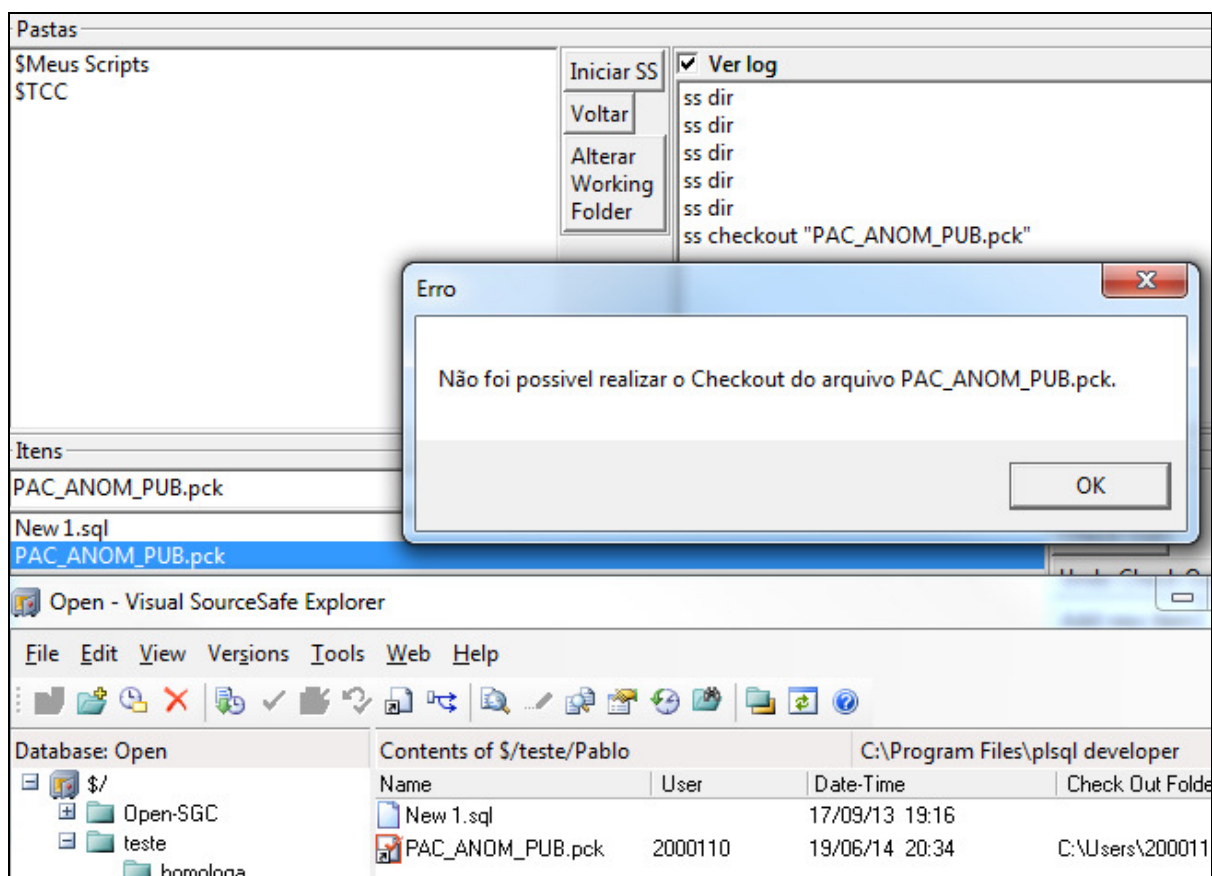 Pastas
$Meus Scripts
$TCC
Iniciar SS
Voltar
Alterar
Working
Folder
Ver log
ss dir
ss dir
ss dir
ss dir
ss dir
ss checkout "PAC_ANOM_PUB.pck"
Erro
Não foi possivel realizar o Checkout do arquivo PAC_ANOM_PUB.pck.
OK
Itens
PAC_ANOM_PUB.pck
New 1.sql
PAC_ANOM_PUB.pck
Open - Visual SourceSafe Explorer
File Edit View Versions Tools Web Help
Database: Open
$/
Open-SGC
teste
homologa
Contents of $/teste/Pablo
C:\Program Files\plsql developer
Name User Date-Time Check Out Folde
New 1.sql 17/09/13 19:16
PAC_ANOM_PUB.pck 2000110 19/06/14 20:34 C:\Users\200011